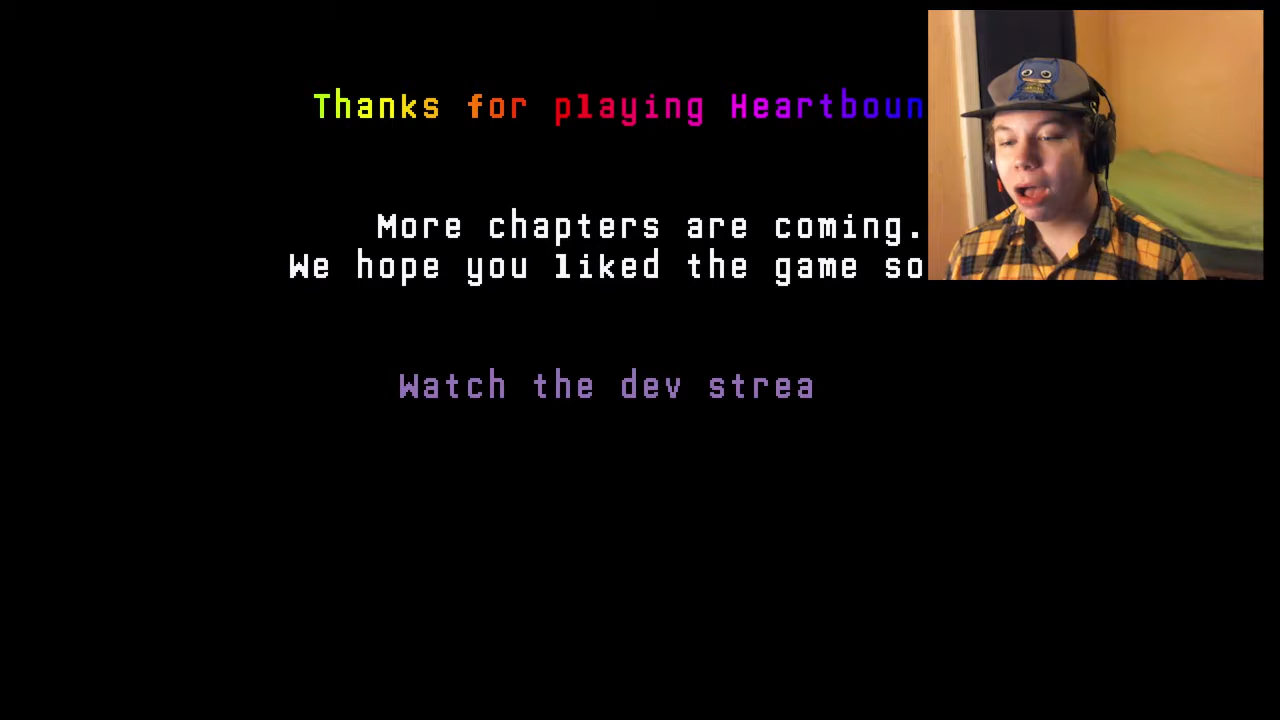 Thanks for playing Heartboun
More chapters are coming.
We hope you liked the game so
Watch the dev strea